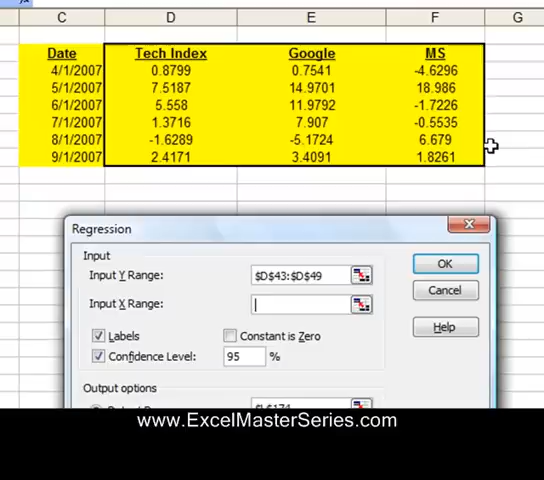 C D E F G
Date Tech Index Google MS
4/1/2007 0.8799 0.7541 -4.6296
5/1/2007 7.5187 14.9701 18.986
6/1/2007 5.558 11.9792 -1.7226
7/1/2007 1.3716 7.907 -0.5535
8/1/2007 -1.6289 -5.1724 6.679
9/1/2007 2.4171 3.4091 1.8261
Regression
Input
Input Y Range: $D$43:$D$49
OK
Input X Range:
Cancel
Labels Constant is Zero
Help
Confidence Level: 95 %
Output options
www.ExcelMasterSeries.com